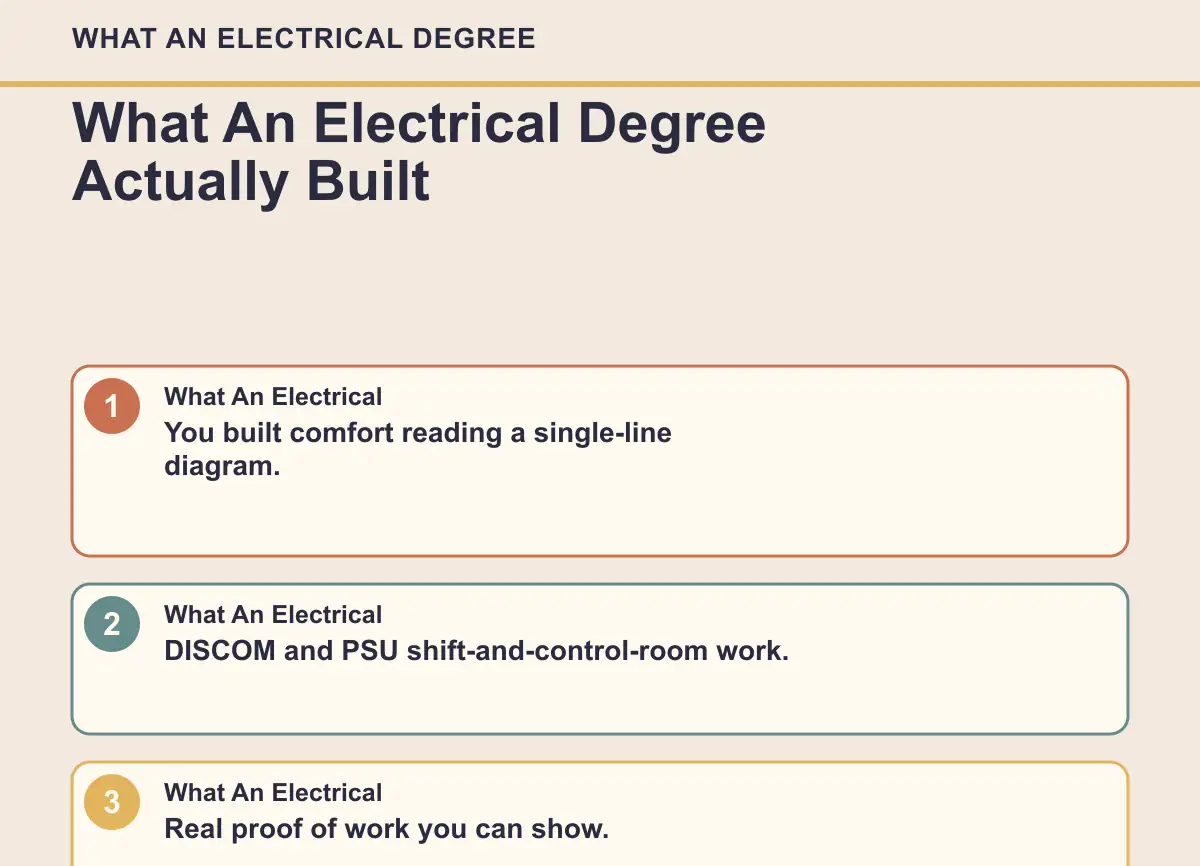 WHAT AN ELECTRICAL DEGREE
What An Electrical Degree
Actually Built
1
What An Electrical
You built comfort reading a single-line
diagram.
2
What An Electrical
DISCOM and PSU shift-and-control-room work.
3
What An Electrical
Real proof of work you can show.